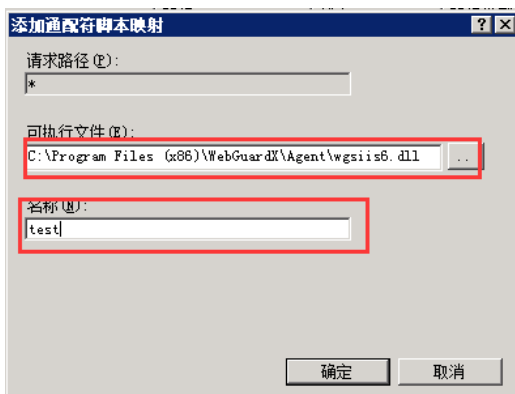 添加通配符脚本映射
请求路径(P):
*
可执行文件(E):
C:\Program Files (x86)\WebGuardX\Agent\wgsiis6.dll
..
名称(N):
test
确定
取消